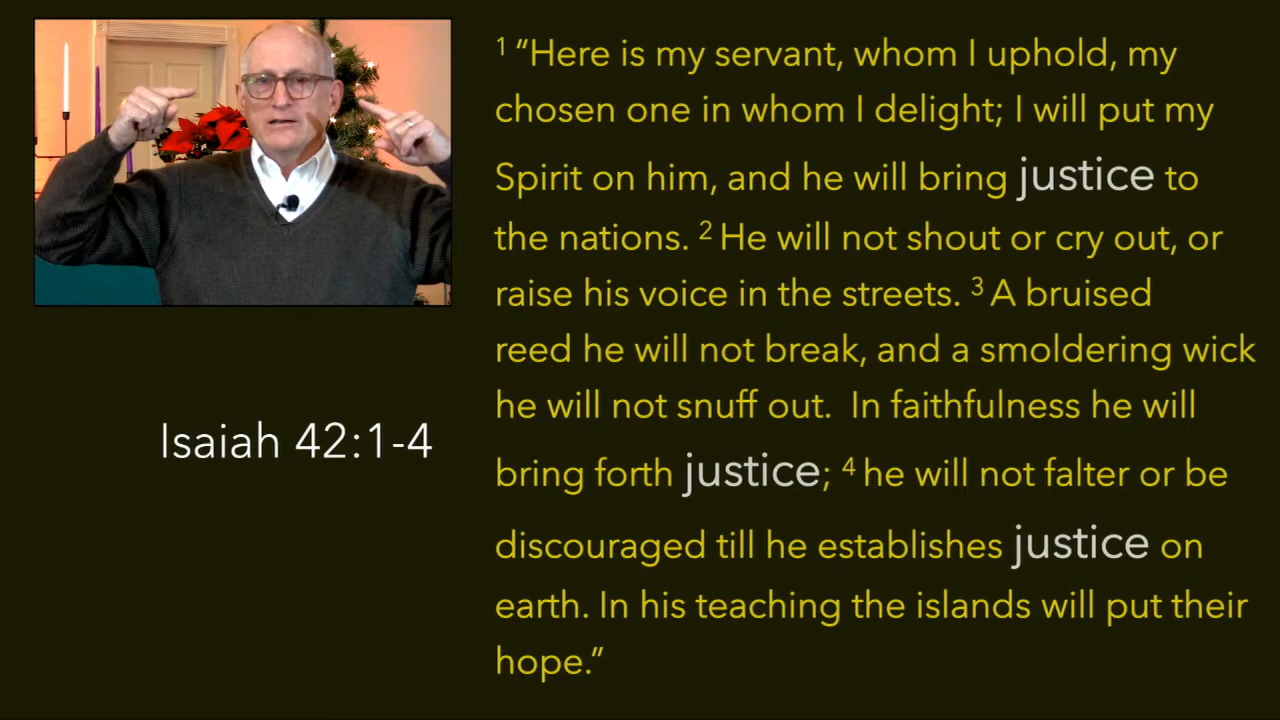 ¹ “Here is my servant, whom I uphold, my
chosen one in whom I delight; I will put my
Spirit on him, and he will bring justice to
the nations. ² He will not shout or cry out, or
raise his voice in the streets. ³ A bruised
reed he will not break, and a smoldering wick
he will not snuff out.  In faithfulness he will
bring forth justice; ⁴ he will not falter or be
discouraged till he establishes justice on
earth. In his teaching the islands will put their
hope.”
Isaiah 42:1-4